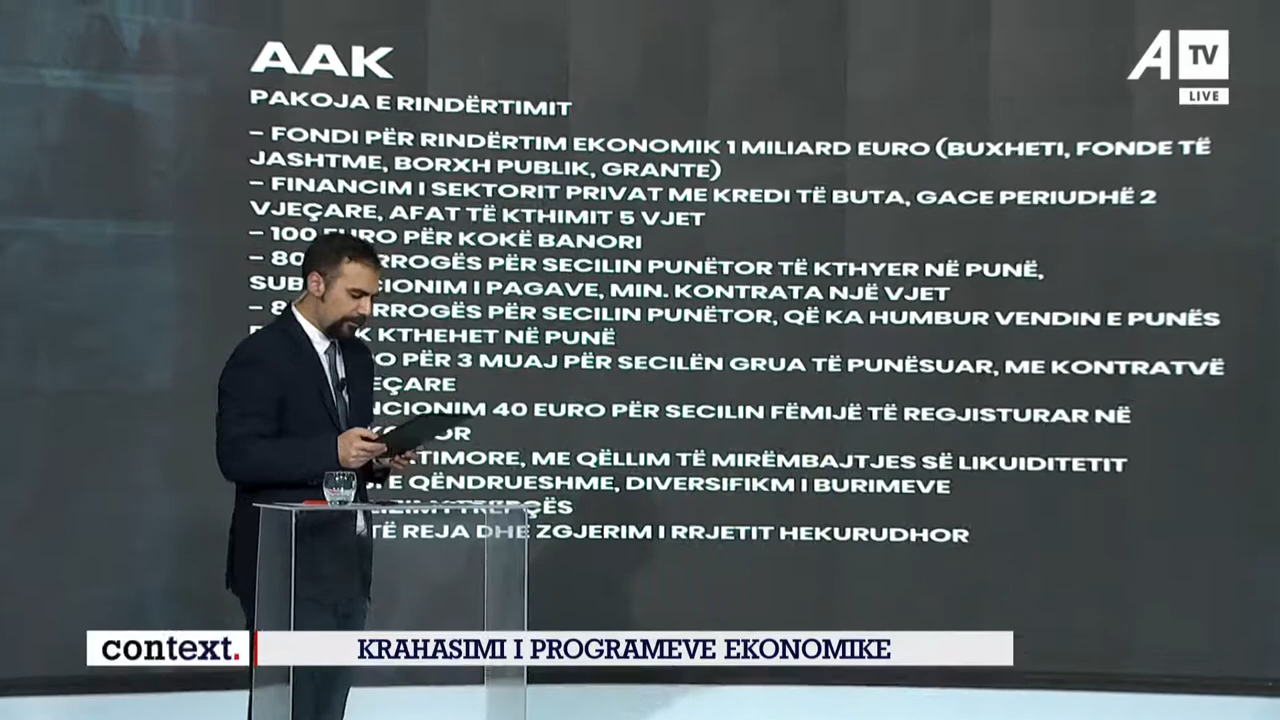 AAK
PAKOJA E RINDËRTIMIT
– FONDI PËR RINDËRTIM EKONOMIK 1 MILIARD EURO (BUXHETI, FONDE TË
JASHTME, BORXH PUBLIK, GRANTE)
– FINANCIM I SEKTORIT PRIVAT ME KREDI TË BUTA, GACE PERIUDHË 2
VJEÇARE, AFAT TË KTHIMIT 5 VJET
– 100 EURO PËR KOKË BANORI
– 80 RROGËS PËR SECILIN PUNËTOR TË KTHYER NË PUNË,
CIONIM I PAGAVE, MIN. KONTRATA NJË VJET
– 8 RROGËS PËR SECILIN PUNËTOR, QË KA HUMBUR VENDIN E PUNËS
KTHEHET NË PUNË
PËR 3 MUAJ PËR SECILËN GRUA TË PUNËSUAR, ME KONTRATVË
EÇARE
NCIONIM 40 EURO PËR SECILIN FËMIJË TË REGJISTURAR NË
OR
TIMORE, ME QËLLIM TË MIRËMBAJTJES SË LIKUIDITETIT
E QËNDRUESHME, DIVERSIFIKM I BURIMEVE
I TREPÇËS
TË REJA DHE ZGJERIM I RRJETIT HEKURUDHOR
A TV
LIVE
context.
KRAHASIMI I PROGRAMEVE EKONOMIKE